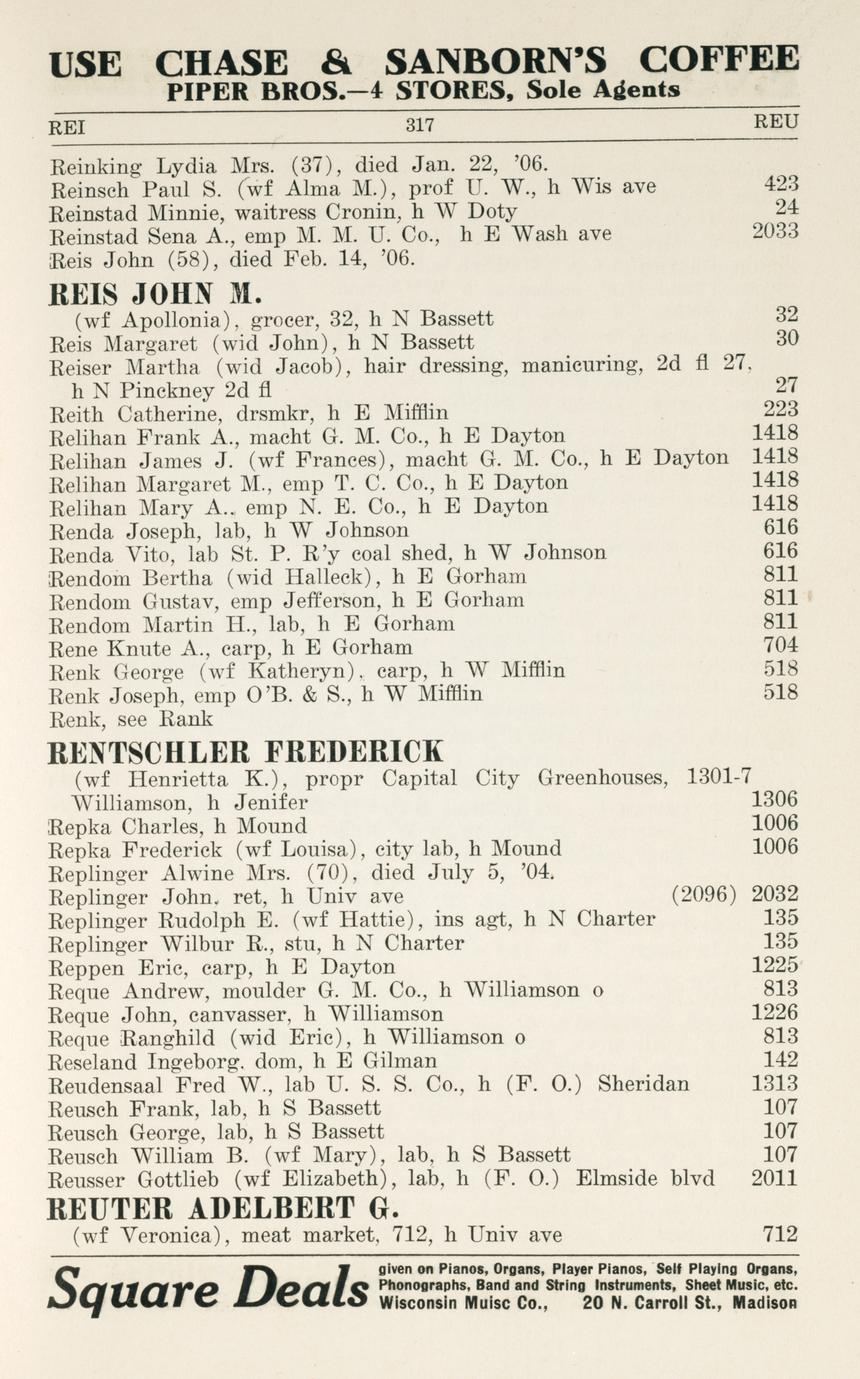 USE CHASE & SANBORN'S COFFEE
PIPER BROS.—4 STORES, Sole Agents
REI 317 REU
Reinking Lydia Mrs. (37), died Jan. 22, '06.
Reinsch Paul S. (wf Alma M.), prof U. W., h Wis ave 423
Reinstad Minnie, waitress Cronin, h W Doty 24
Reinstad Sena A., emp M. M. U. Co., h E Wash ave 2033
Reis John (58), died Feb. 14, '06.
REIS JOHN M.
(wf Apollonia), grocer, 32, h N Bassett 32
Reis Margaret (wid John), h N Bassett 30
Reiser Martha (wid Jacob), hair dressing, manicuring, 2d fl 27,
h N Pinckney 2d fl 27
Reith Catherine, drsmkr, h E Mifflin 223
Relihan Frank A., macht G. M. Co., h E Dayton 1418
Relihan James J. (wf Frances), macht G. M. Co., h E Dayton 1418
Relihan Margaret M., emp T. C. Co., h E Dayton 1418
Relihan Mary A., emp N. E. Co., h E Dayton 1418
Renda Joseph, lab, h W Johnson 616
Renda Vito, lab St. P. R'y coal shed, h W Johnson 616
Rendom Bertha (wid Halleck), h E Gorham 811
Rendom Gustav, emp Jefferson, h E Gorham 811
Rendom Martin H., lab, h E Gorham 811
Rene Knute A., carp, h E Gorham 704
Renk George (wf Katheryn), carp, h W Mifflin 518
Renk Joseph, emp O'B. & S., h W Mifflin 518
Renk, see Rank
RENTSCHLER FREDERICK
(wf Henrietta K.), propr Capital City Greenhouses, 1301-7
Williamson, h Jenifer 1306
Repka Charles, h Mound 1006
Repka Frederick (wf Louisa), city lab, h Mound 1006
Replinger Alwine Mrs. (70), died July 5, '04.
Replinger John, ret, h Univ ave (2096) 2032
Replinger Rudolph E. (wf Hattie), ins agt, h N Charter 135
Replinger Wilbur R., stu, h N Charter 135
Reppen Eric, carp, h E Dayton 1225
Reque Andrew, moulder G. M. Co., h Williamson o 813
Reque John, canvasser, h Williamson 1226
Reque Ranghild (wid Eric), h Williamson o 813
Reseland Ingeborg. dom, h E Gilman 142
Reudensaal Fred W., lab U. S. S. Co., h (F. O.) Sheridan 1313
Reusch Frank, lab, h S Bassett 107
Reusch George, lab, h S Bassett 107
Reusch William B. (wf Mary), lab, h S Bassett 107
Reusser Gottlieb (wf Elizabeth), lab, h (F. O.) Elmside blvd 2011
REUTER ADELBERT G.
(wf Veronica), meat market, 712, h Univ ave 712
Square Deals given on Pianos, Organs, Player Pianos, Self Playing Organs,
Phonographs, Band and String Instruments, Sheet Music, etc.
Wisconsin Muisc Co., 20 N. Carroll St., Madison